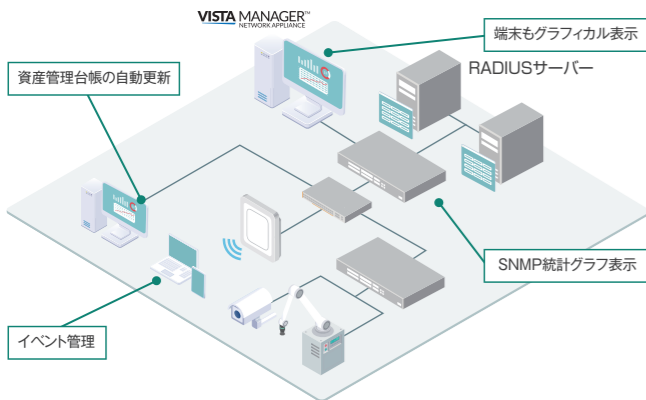 VISTA MANAGER™
NETWORK APPLIANCE
端末もグラフィカル表示
RADIUSサーバー
資産管理台帳の自動更新
SNMP統計グラフ表示
イベント管理